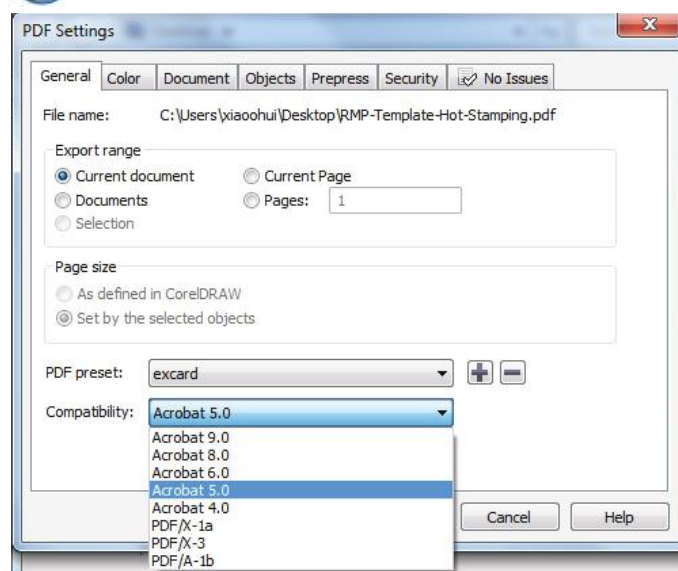 PDF Settings
General Color Document Objects Prepress Security No Issues
File name: C:\Users\xiaoohui\Desktop\RMP-Template-Hot-Stamping.pdf
Export range
Current document Current Page
Documents Pages: 1
Selection
Page size
As defined in CorelDRAW
Set by the selected objects
PDF preset: excard
Compatibility: Acrobat 5.0
Acrobat 9.0
Acrobat 8.0
Acrobat 6.0
Acrobat 5.0
Acrobat 4.0
PDF/X-1a
PDF/X-3
PDF/A-1b
Cancel Help